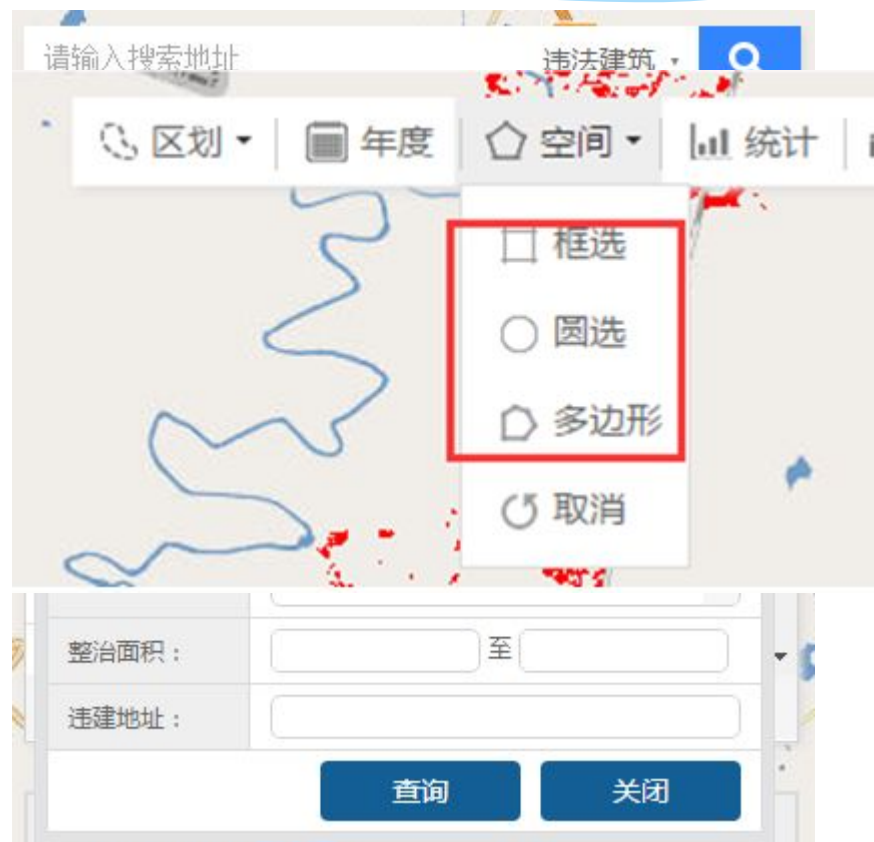 请输入搜索地址 违法建筑
区划 年度 空间 统计
框选
圆选
多边形
取消
整治面积： 至
违建地址：
查询 关闭